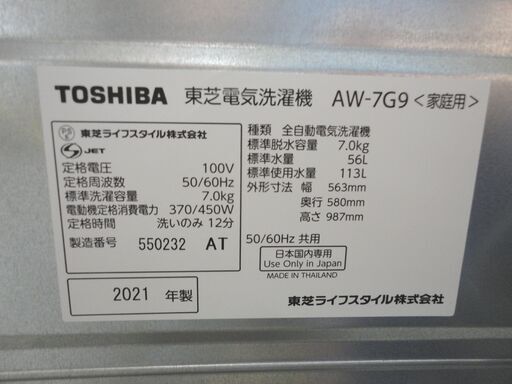 TOSHIBA 東芝電気洗濯機 AW-7G9<家庭用>
PS E
東芝ライフスタイル株式会社
S JET
定格電圧 100V
定格周波数 50/60Hz
標準洗濯容量 7.0kg
電動機定格消費電力 370/450W
定格時間 洗いのみ 12分
製造番号 550232 AT
2021 年製
種類 全自動電気洗濯機
標準脱水容量 7.0kg
標準水量 56L
標準使用水量 113L
外形寸法 幅 563mm
奥行 580mm
高さ 987mm
50/60Hz 共用
日本国内専用
Use Only in Japan
MADE IN THAILAND
東芝ライフスタイル株式会社